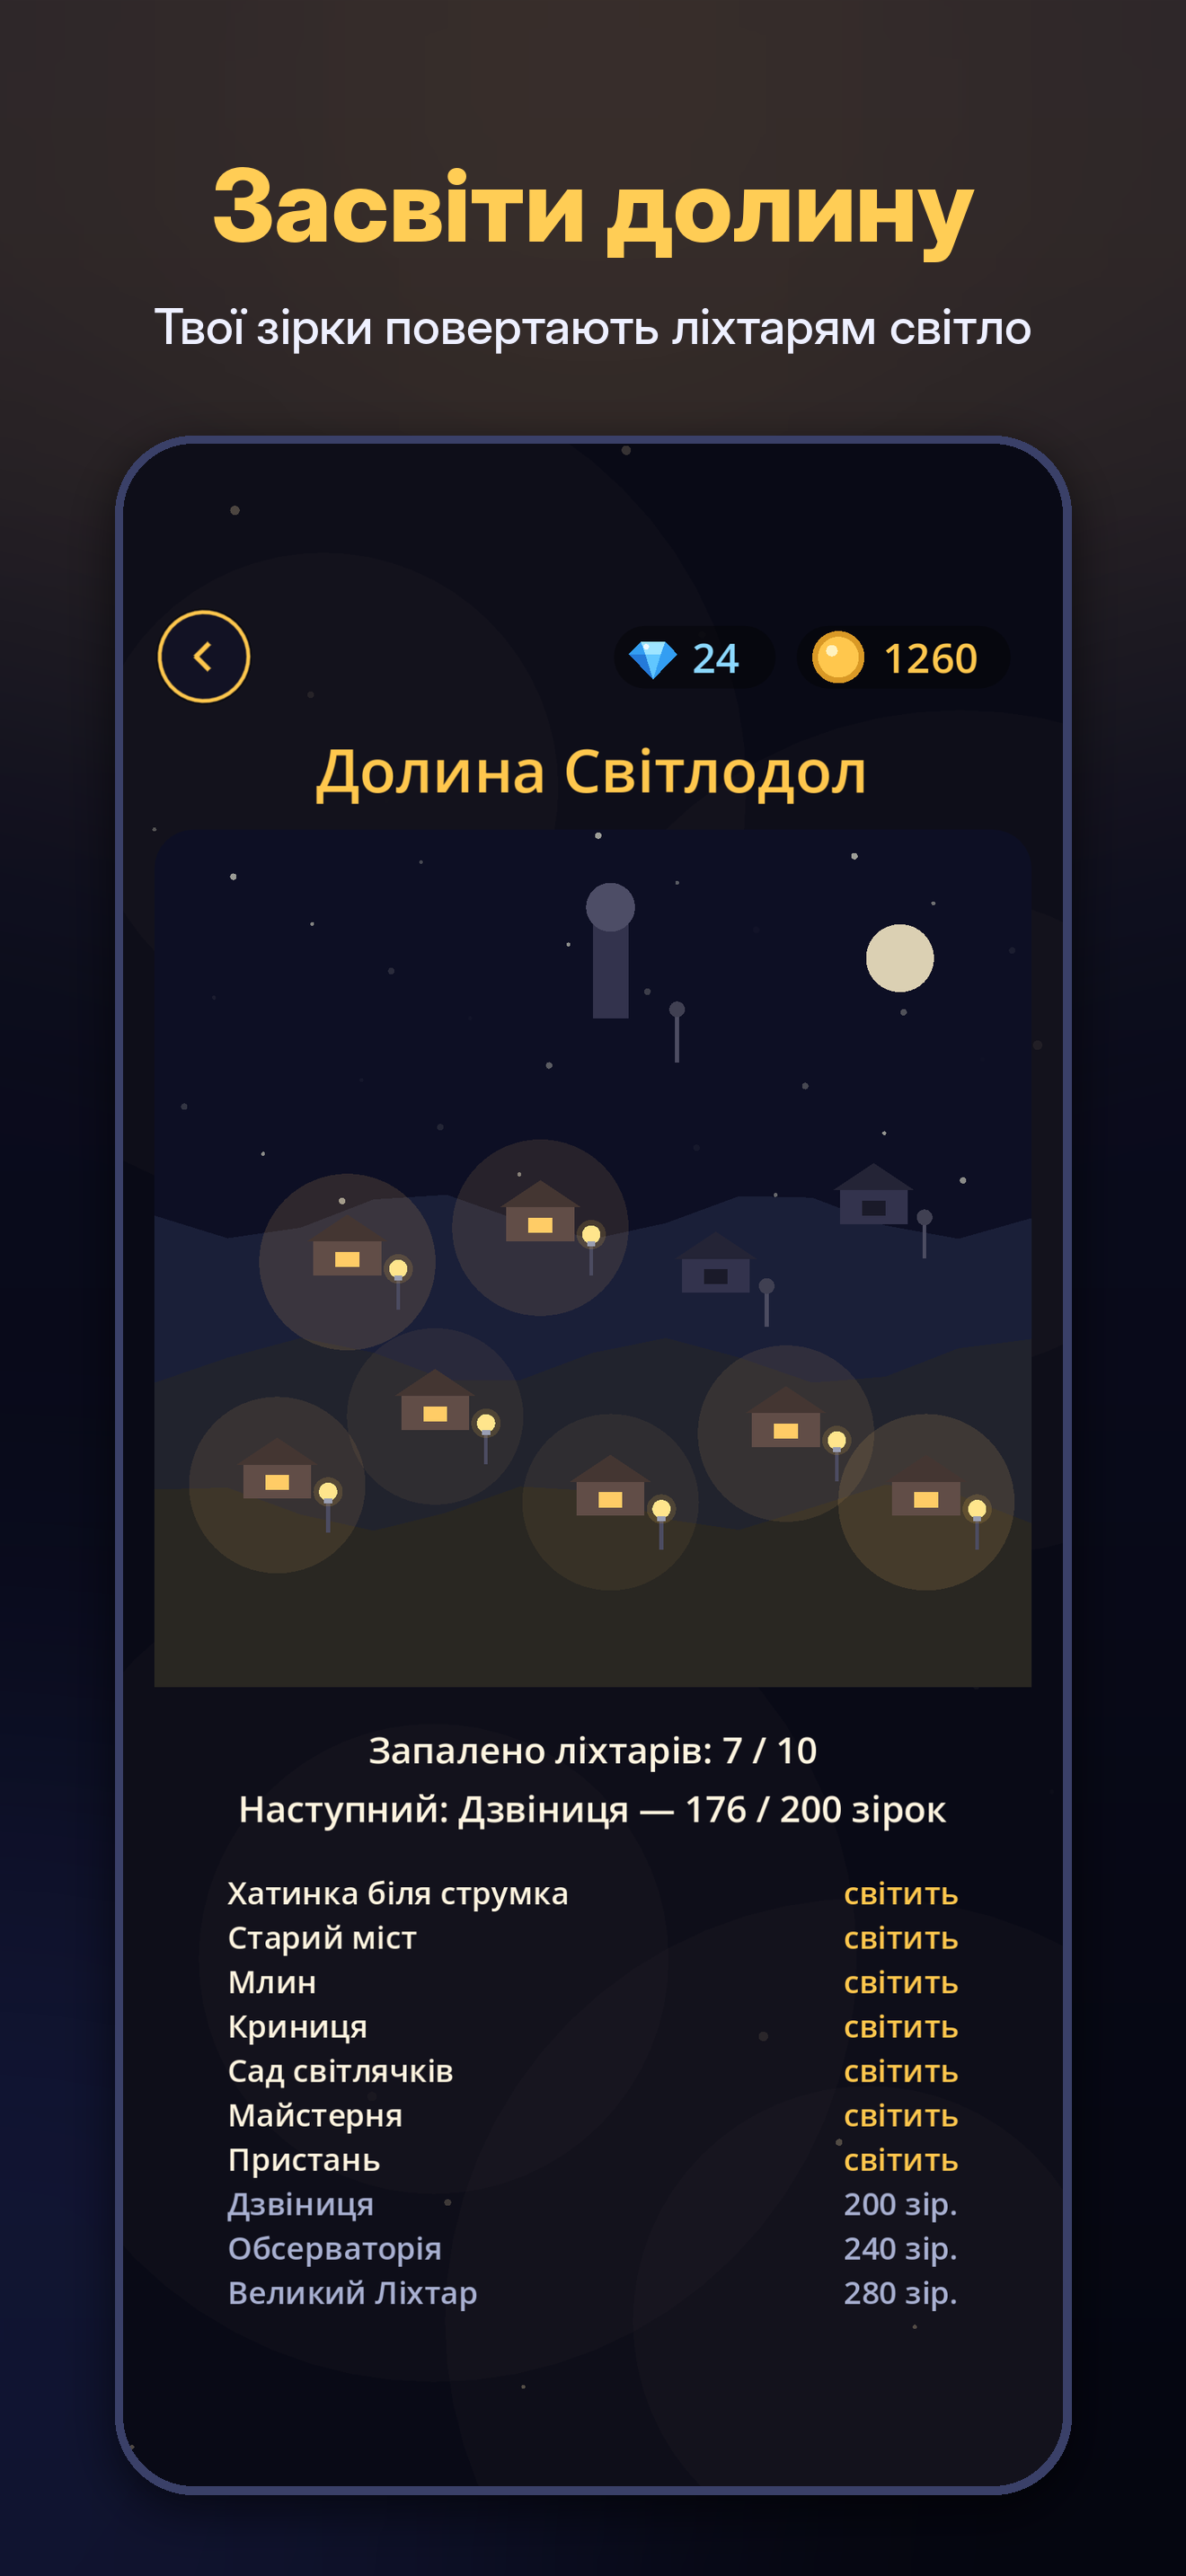 Засвіти долину
Твої зірки повертають ліхтарям світло
24 1260
Долина Світлодол
Запалено ліхтарів: 7 / 10
Наступний: Дзвіниця — 176 / 200 зірок
Хатинка біля струмка світить
Старий міст світить
Млин світить
Криниця світить
Сад світлячків світить
Майстерня світить
Пристань світить
Дзвіниця 200 зір.
Обсерваторія 240 зір.
Великий Ліхтар 280 зір.